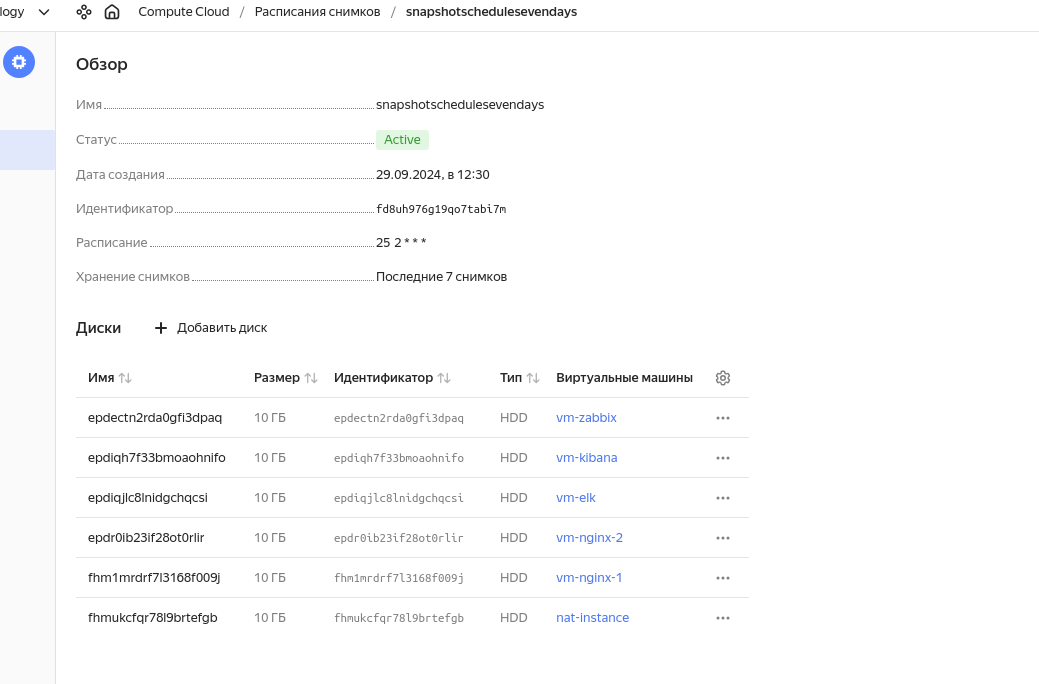 logy Compute Cloud / Расписания снимков / snapshotschedulesevendays
Обзор
Имя snapshotschedulesevendays
Статус Active
Дата создания 29.09.2024, в 12:30
Идентификатор fd8uh976g19qo7tabi7m
Расписание 25 2 * * *
Хранение снимков Последние 7 снимков
Диски + Добавить диск
Имя Размер Идентификатор Тип Виртуальные машины
epdectn2rda0gfi3dpaq 10 ГБ epdectn2rda0gfi3dpaq HDD vm-zabbix
epdiqh7f33bmoaohnifo 10 ГБ epdiqh7f33bmoaohnifo HDD vm-kibana
epdiqjlc8lnidgchqcsi 10 ГБ epdiqjlc8lnidgchqcsi HDD vm-elk
epdr0ib23if28ot0rlir 10 ГБ epdr0ib23if28ot0rlir HDD vm-nginx-2
fhm1mrdrf7l3168f009j 10 ГБ fhm1mrdrf7l3168f009j HDD vm-nginx-1
fhmukcfqr78l9brtefgb 10 ГБ fhmukcfqr78l9brtefgb HDD nat-instance